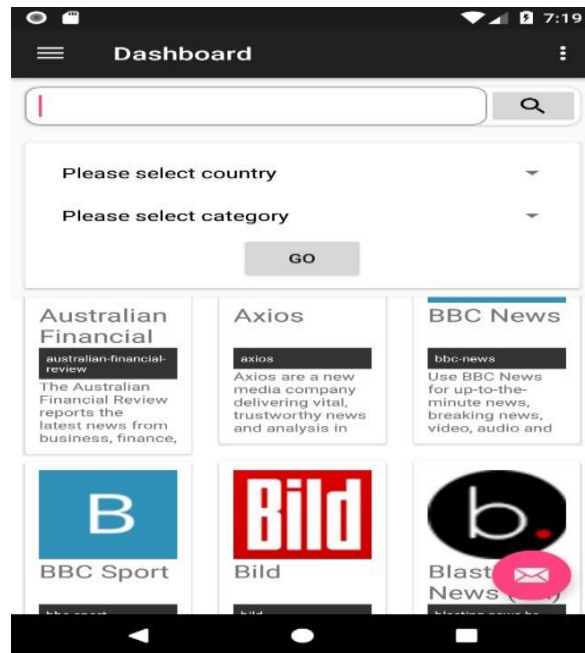 7:19
Dashboard
Please select country
Please select category
GO
Australian
Financial
australian-financial-
review
The Australian
Financial Review
reports the
latest news from
business, finance,
Axios
axios
Axios are a new
media company
delivering vital,
trustworthy news
and analysis in
BBC News
bbc-news
Use BBC News
for up-to-the-
minute news,
breaking news,
video, audio and
B
BBC Sport
Bild
Bild
b.
Blast
News